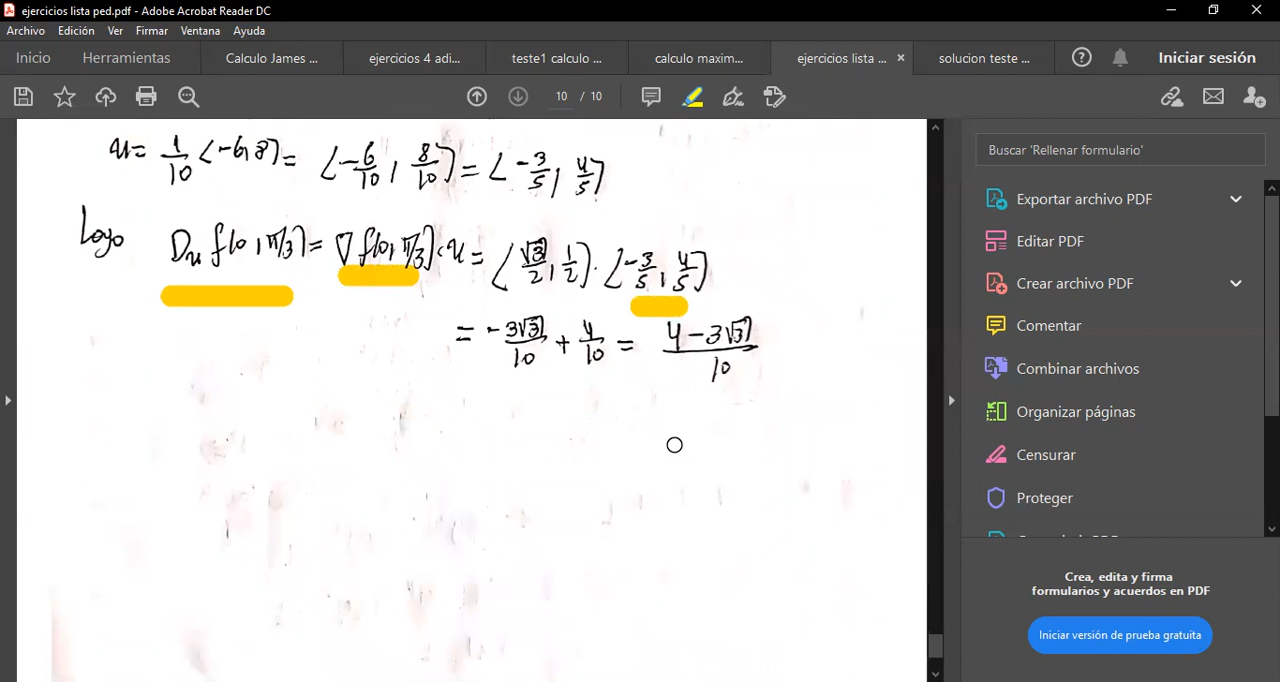 ejercicios lista ped.pdf - Adobe Acrobat Reader DC
Archivo Edición Ver Firmar Ventana Ayuda
Inicio Herramientas Calculo James ... ejercicios 4 adi... teste1 calculo ... calculo maxim... ejercicios lista ... × solucion teste ... Iniciar sesión
10 / 10
u = 1/10 <-6, 8> = <-6/10, 8/10> = <-3/5, 4/5>
Logo D_u f(0, π/3) = ∇f(0, π/3) · u = <√3/2, 1/2> · <-3/5, 4/5>
= -3√3/10 + 4/10 = (4 - 3√3)/10
Buscar 'Rellenar formulario'
Exportar archivo PDF
Editar PDF
Crear archivo PDF
Comentar
Combinar archivos
Organizar páginas
Censurar
Proteger
Crea, edita y firma
formularios y acuerdos en PDF
Iniciar versión de prueba gratuita